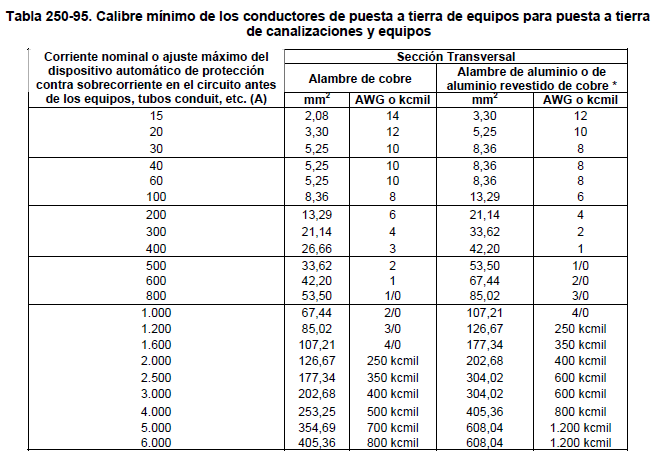 Tabla 250-95. Calibre mínimo de los conductores de puesta a tierra de equipos para puesta a tierra
de canalizaciones y equipos
Corriente nominal o ajuste máximo del
dispositivo automático de protección
contra sobrecorriente en el circuito antes
de los equipos, tubos conduit, etc. (A)
Sección Transversal
Alambre de cobre
Alambre de aluminio o de
aluminio revestido de cobre *
mm2 AWG o kcmil mm2 AWG o kcmil
15 2,08 14 3,30 12
20 3,30 12 5,25 10
30 5,25 10 8,36 8
40 5,25 10 8,36 8
60 5,25 10 8,36 8
100 8,36 8 13,29 6
200 13,29 6 21,14 4
300 21,14 4 33,62 2
400 26,66 3 42,20 1
500 33,62 2 53,50 1/0
600 42,20 1 67,44 2/0
800 53,50 1/0 85,02 3/0
1.000 67,44 2/0 107,21 4/0
1.200 85,02 3/0 126,67 250 kcmil
1.600 107,21 4/0 177,34 350 kcmil
2.000 126,67 250 kcmil 202,68 400 kcmil
2.500 177,34 350 kcmil 304,02 600 kcmil
3.000 202,68 400 kcmil 304,02 600 kcmil
4.000 253,25 500 kcmil 405,36 800 kcmil
5.000 354,69 700 kcmil 608,04 1.200 kcmil
6.000 405,36 800 kcmil 608,04 1.200 kcmil